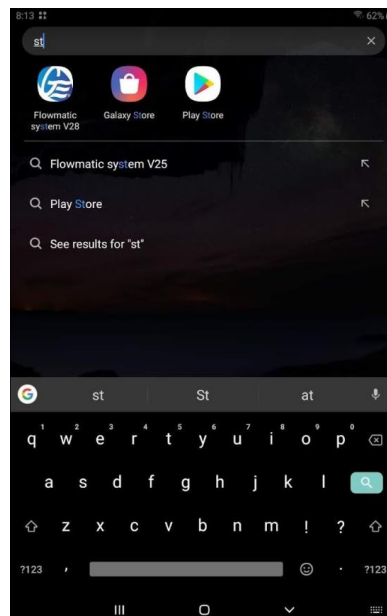 8:13
62%
st
Flowmatic
system V28
Galaxy Store
Play Store
Flowmatic system V25
Play Store
See results for "st"
G
st
St
at
1 2 3 4 5 6 7 8 9 0
q w e r t y u i o p
a s d f g h j k l
z x c v b n m ! ?
?123 , . ?123